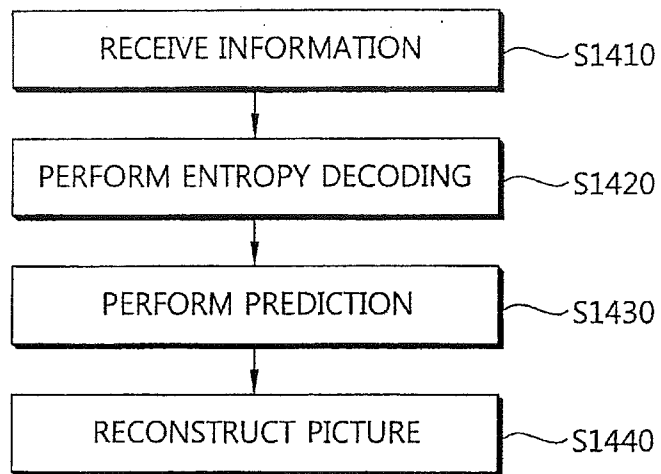 RECEIVE INFORMATION
S1410
PERFORM ENTROPY DECODING
S1420
PERFORM PREDICTION
S1430
RECONSTRUCT PICTURE
S1440